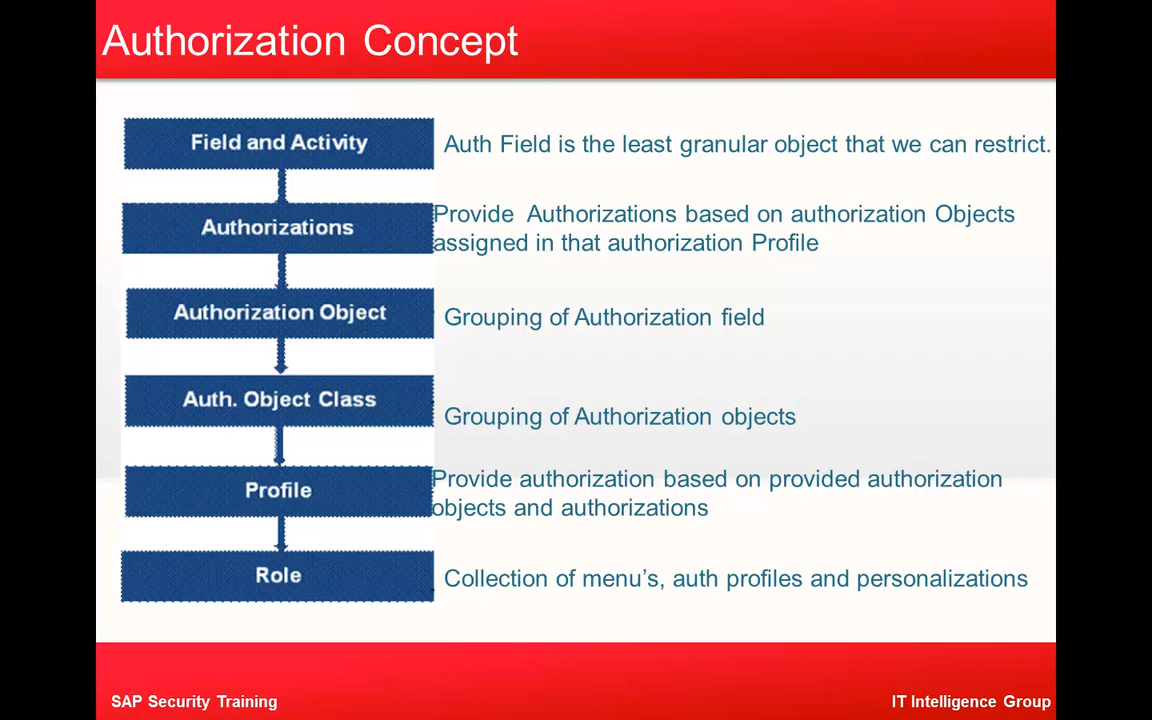 Authorization Concept
Field and Activity
Auth Field is the least granular object that we can restrict.
Authorizations
Provide Authorizations based on authorization Objects
assigned in that authorization Profile
Authorization Object
Grouping of Authorization field
Auth. Object Class
Grouping of Authorization objects
Profile
Provide authorization based on provided authorization
objects and authorizations
Role
Collection of menu’s, auth profiles and personalizations
SAP Security Training
IT Intelligence Group